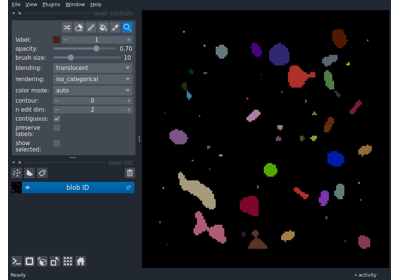 File View Plugins Window Help
layer controls
label: 1
opacity: 0.70
brush size: 10
blending: translucent
rendering: iso_categorical
color mode: auto
contour: 0
n edit dim: 2
contiguous:
preserve
labels:
show
selected:
layer list
blob ID
Ready
activity